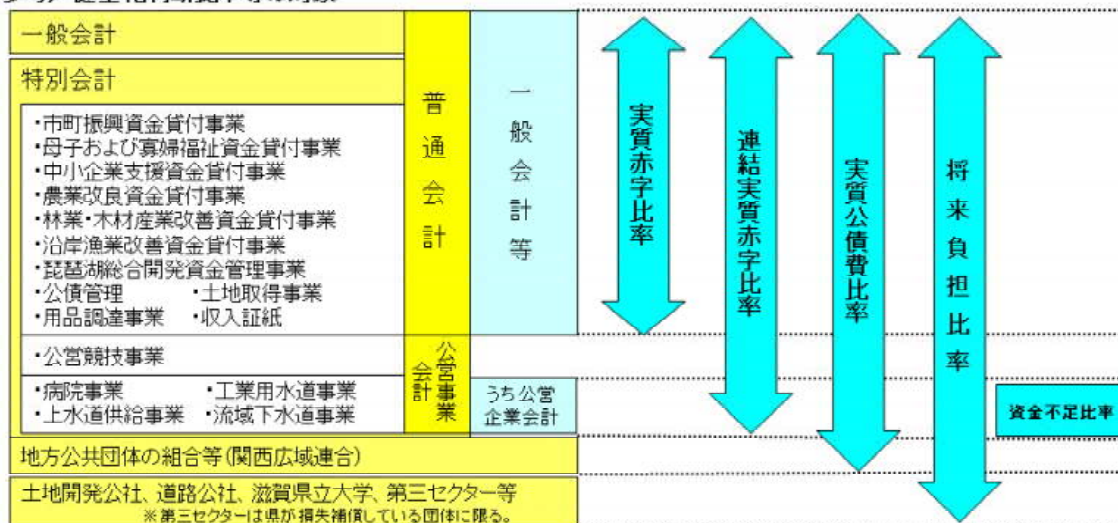 一般会計
特別会計
・市町振興資金貸付事業
・母子および寡婦福祉資金貸付事業
・中小企業支援資金貸付事業
・農業改良資金貸付事業
・林業・木材産業改善資金貸付事業
・沿岸漁業改善資金貸付事業
・琵琶湖総合開発資金管理事業
・公債管理 ・土地取得事業
・用品調達事業 ・収入証紙
・公営競技事業
・病院事業 ・工業用水道事業
・上水道供給事業 ・流域下水道事業
普通会計
公営事業会計
一般会計等
うち公営
企業会計
実質赤字比率
連結実質赤字比率
実質公債費比率
将来負担比率
資金不足比率
地方公共団体の組合等(関西広域連合)
土地開発公社、道路公社、滋賀県立大学、第三セクター等
※第三セクターは県が損失補償している団体に限る。